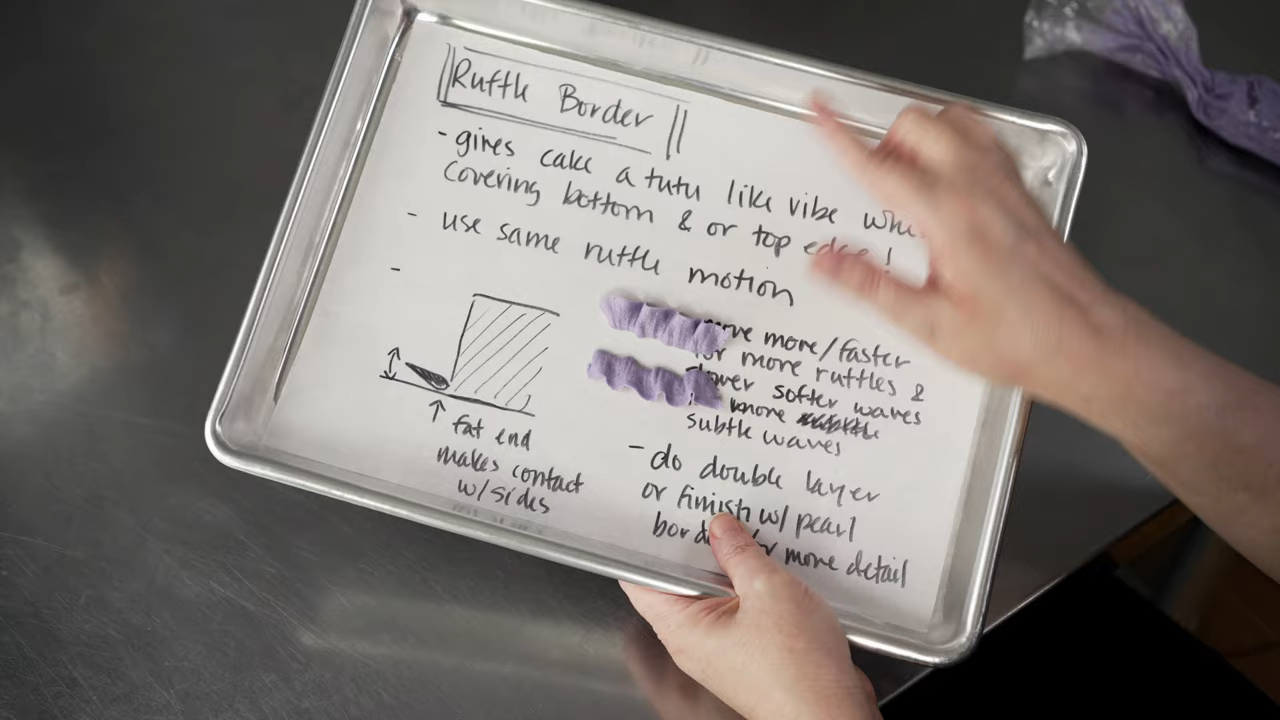 Ruffle Border
- gives cake a tutu like vibe
covering bottom & or top edge!
- use same ruffle motion
-
move more/faster
for more ruffles &
softer waves
more
subtle waves
↑ fat end
makes contact
w/sides
- do double layer
or finish w/ pearl
for more detail